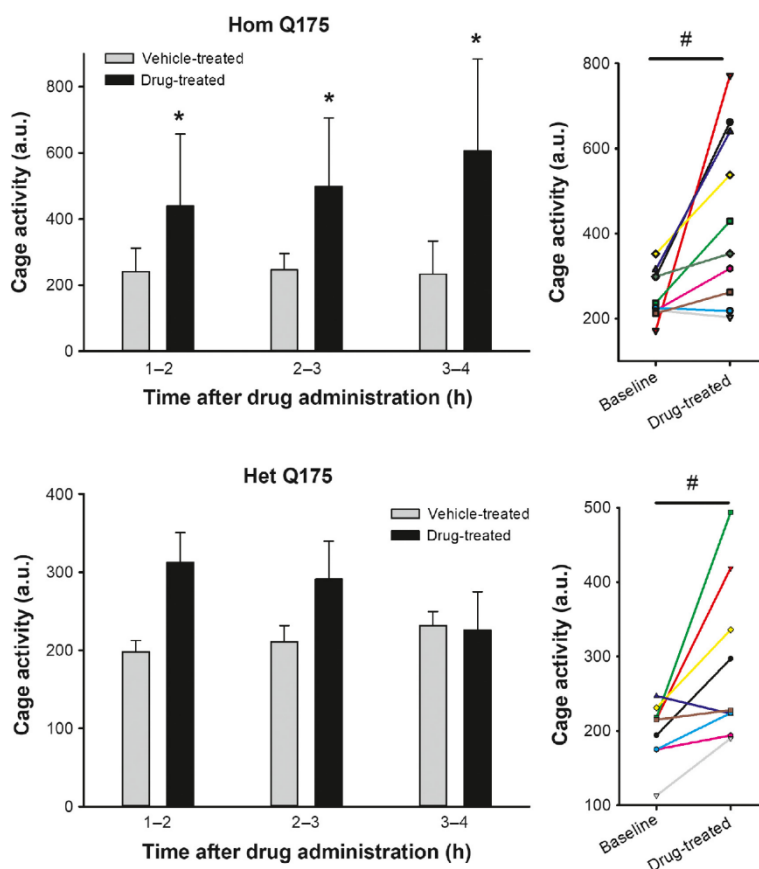 Hom Q175
Vehicle-treated
Drug-treated
*
*
*
Cage activity (a.u.)
800
600
400
200
0
1–2
2–3
3–4
Time after drug administration (h)
#
Cage activity (a.u.)
800
600
400
200
Baseline
Drug-treated
Het Q175
Vehicle-treated
Drug-treated
Cage activity (a.u.)
400
300
200
100
0
1–2
2–3
3–4
Time after drug administration (h)
#
Cage activity (a.u.)
500
400
300
200
100
Baseline
Drug-treated